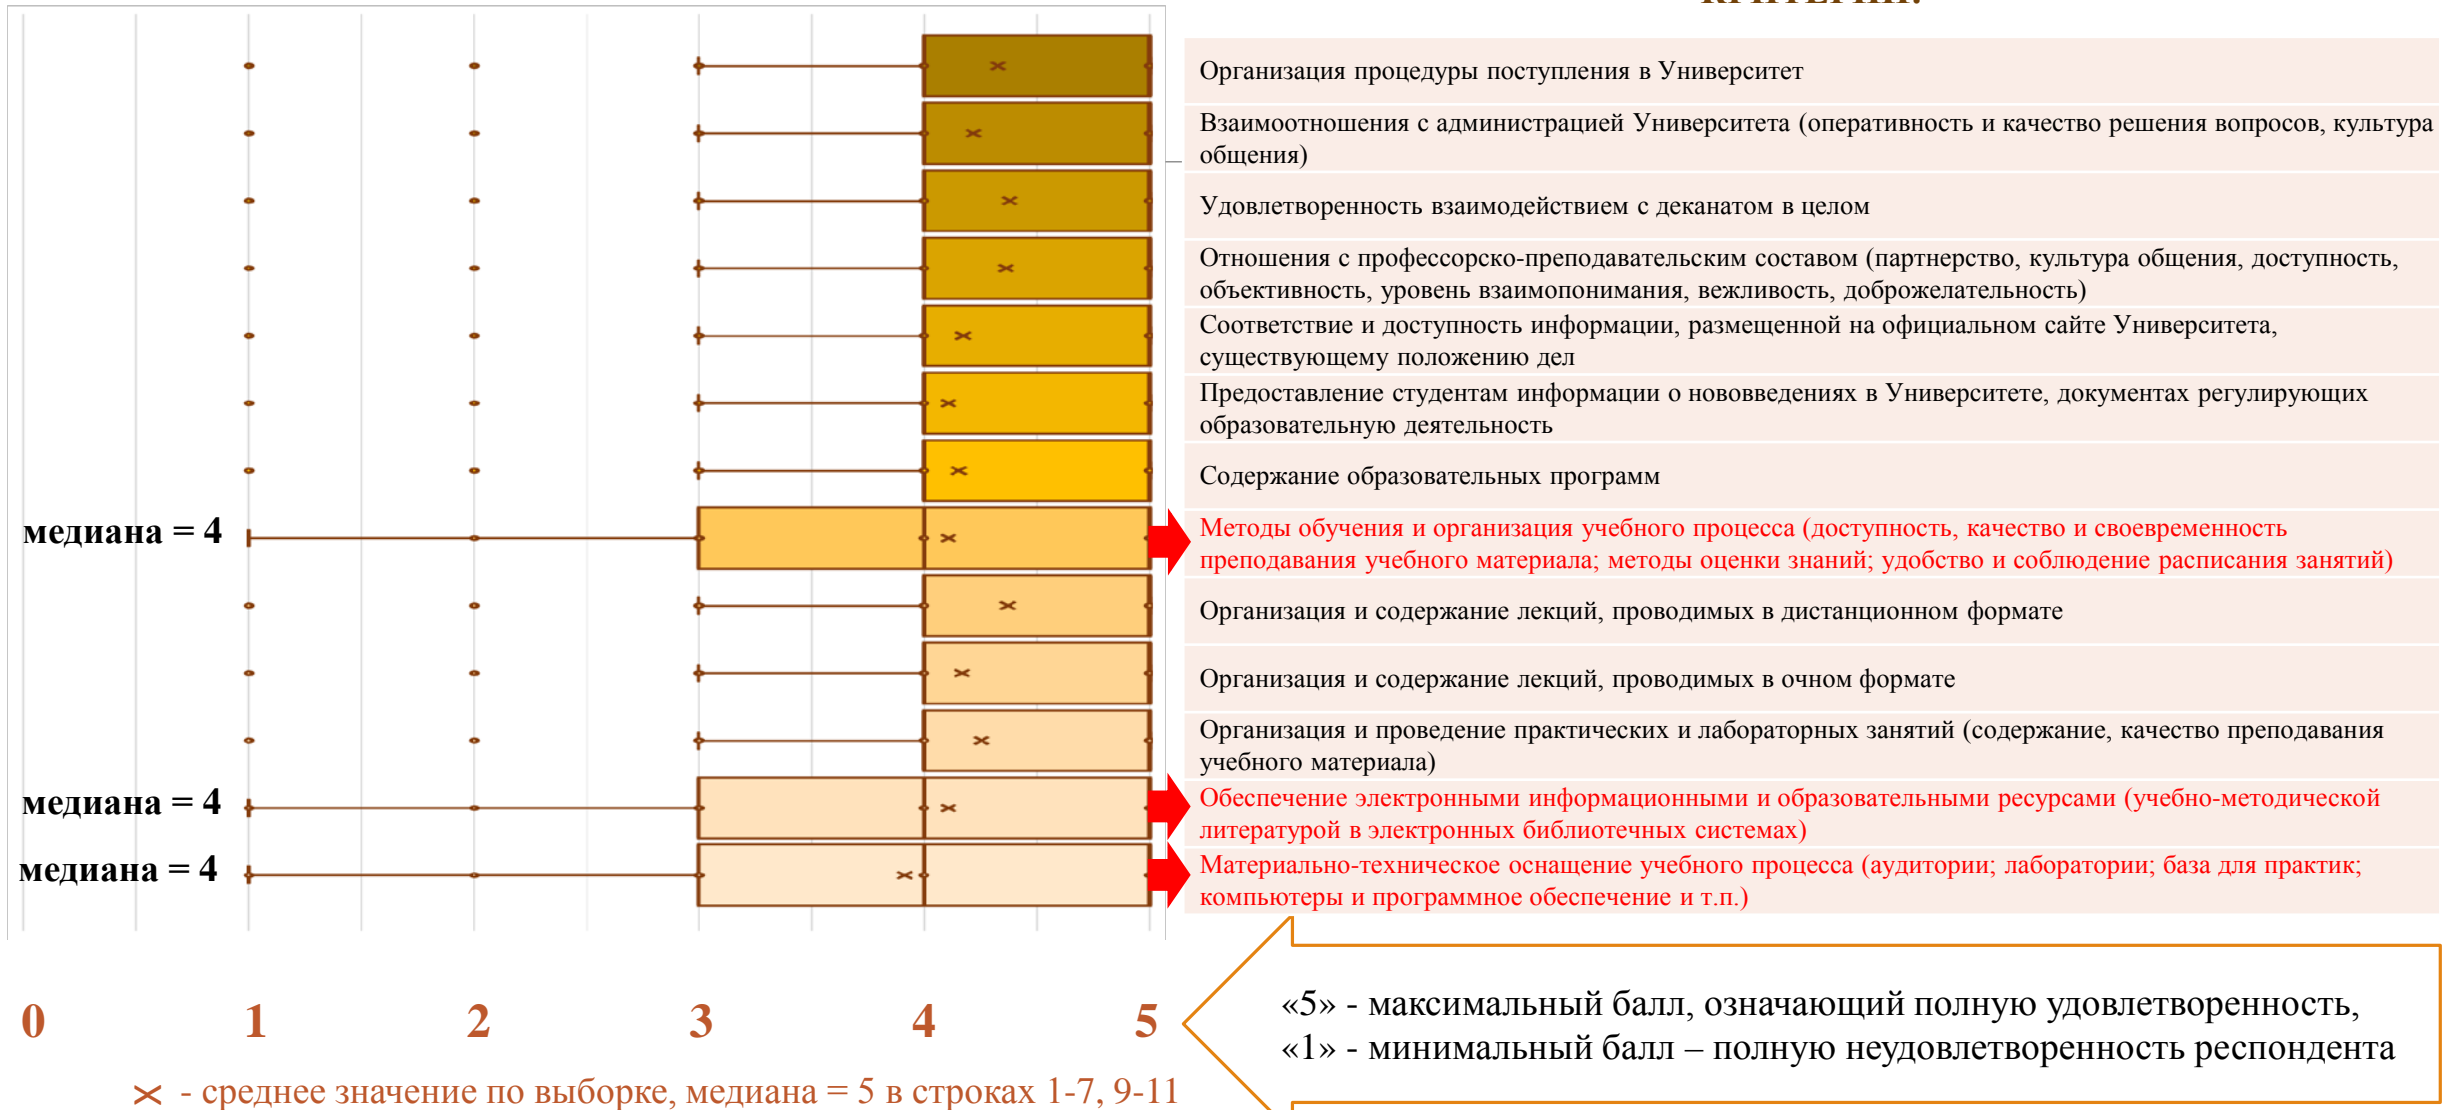 КРИТЕРИИ:
Организация процедуры поступления в Университет
Взаимоотношения с администрацией Университета (оперативность и качество решения вопросов, культура
общения)
Удовлетворенность взаимодействием с деканатом в целом
Отношения с профессорско-преподавательским составом (партнерство, культура общения, доступность,
объективность, уровень взаимопонимания, вежливость, доброжелательность)
Соответствие и доступность информации, размещенной на официальном сайте Университета,
существующему положению дел
Предоставление студентам информации о нововведениях в Университете, документах регулирующих
образовательную деятельность
Содержание образовательных программ
медиана = 4
Методы обучения и организация учебного процесса (доступность, качество и своевременность
преподавания учебного материала; методы оценки знаний; удобство и соблюдение расписания занятий)
Организация и содержание лекций, проводимых в дистанционном формате
Организация и содержание лекций, проводимых в очном формате
Организация и проведение практических и лабораторных занятий (содержание, качество преподавания
учебного материала)
медиана = 4
Обеспечение электронными информационными и образовательными ресурсами (учебно-методической
литературой в электронных библиотечных системах)
медиана = 4
Материально-техническое оснащение учебного процесса (аудитории; лаборатории; база для практик;
компьютеры и программное обеспечение и т.п.)
0 1 2 3 4 5
«5» - максимальный балл, означающий полную удовлетворенность,
«1» - минимальный балл – полную неудовлетворенность респондента
× - среднее значение по выборке, медиана = 5 в строках 1-7, 9-11